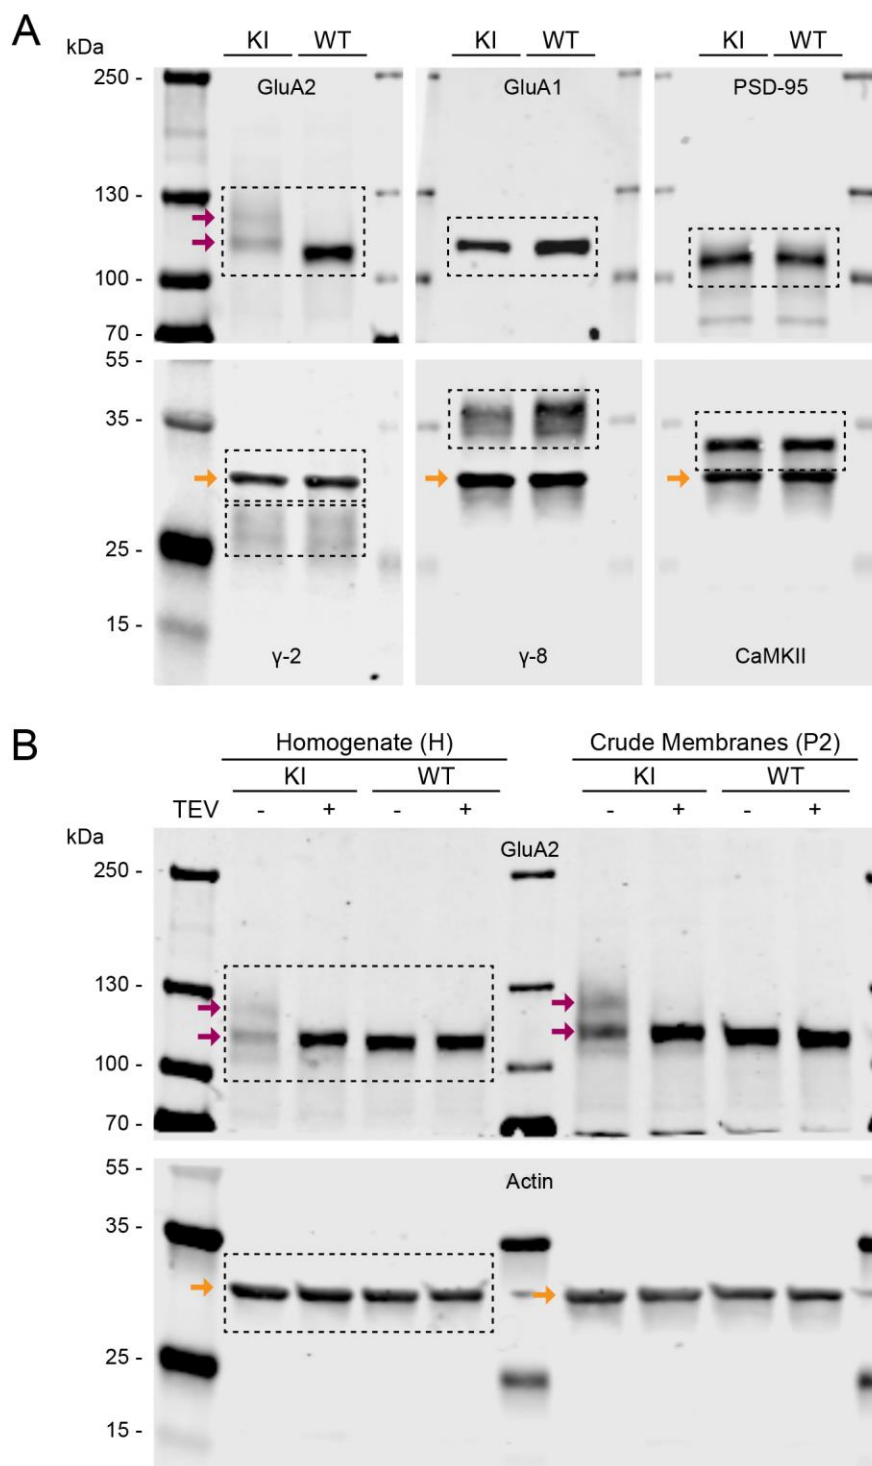 A
kDa
KI WT KI WT KI WT
250 - GluA2 GluA1 PSD-95
130 -
100 -
70 -
55 -
35 -
25 -
15 -
γ-2 γ-8 CaMKII
B
Homogenate (H) Crude Membranes (P2)
KI WT KI WT
TEV - + - + - + - +
kDa
GluA2
250 -
130 -
100 -
70 -
55 -
Actin
35 -
25 -
15 -